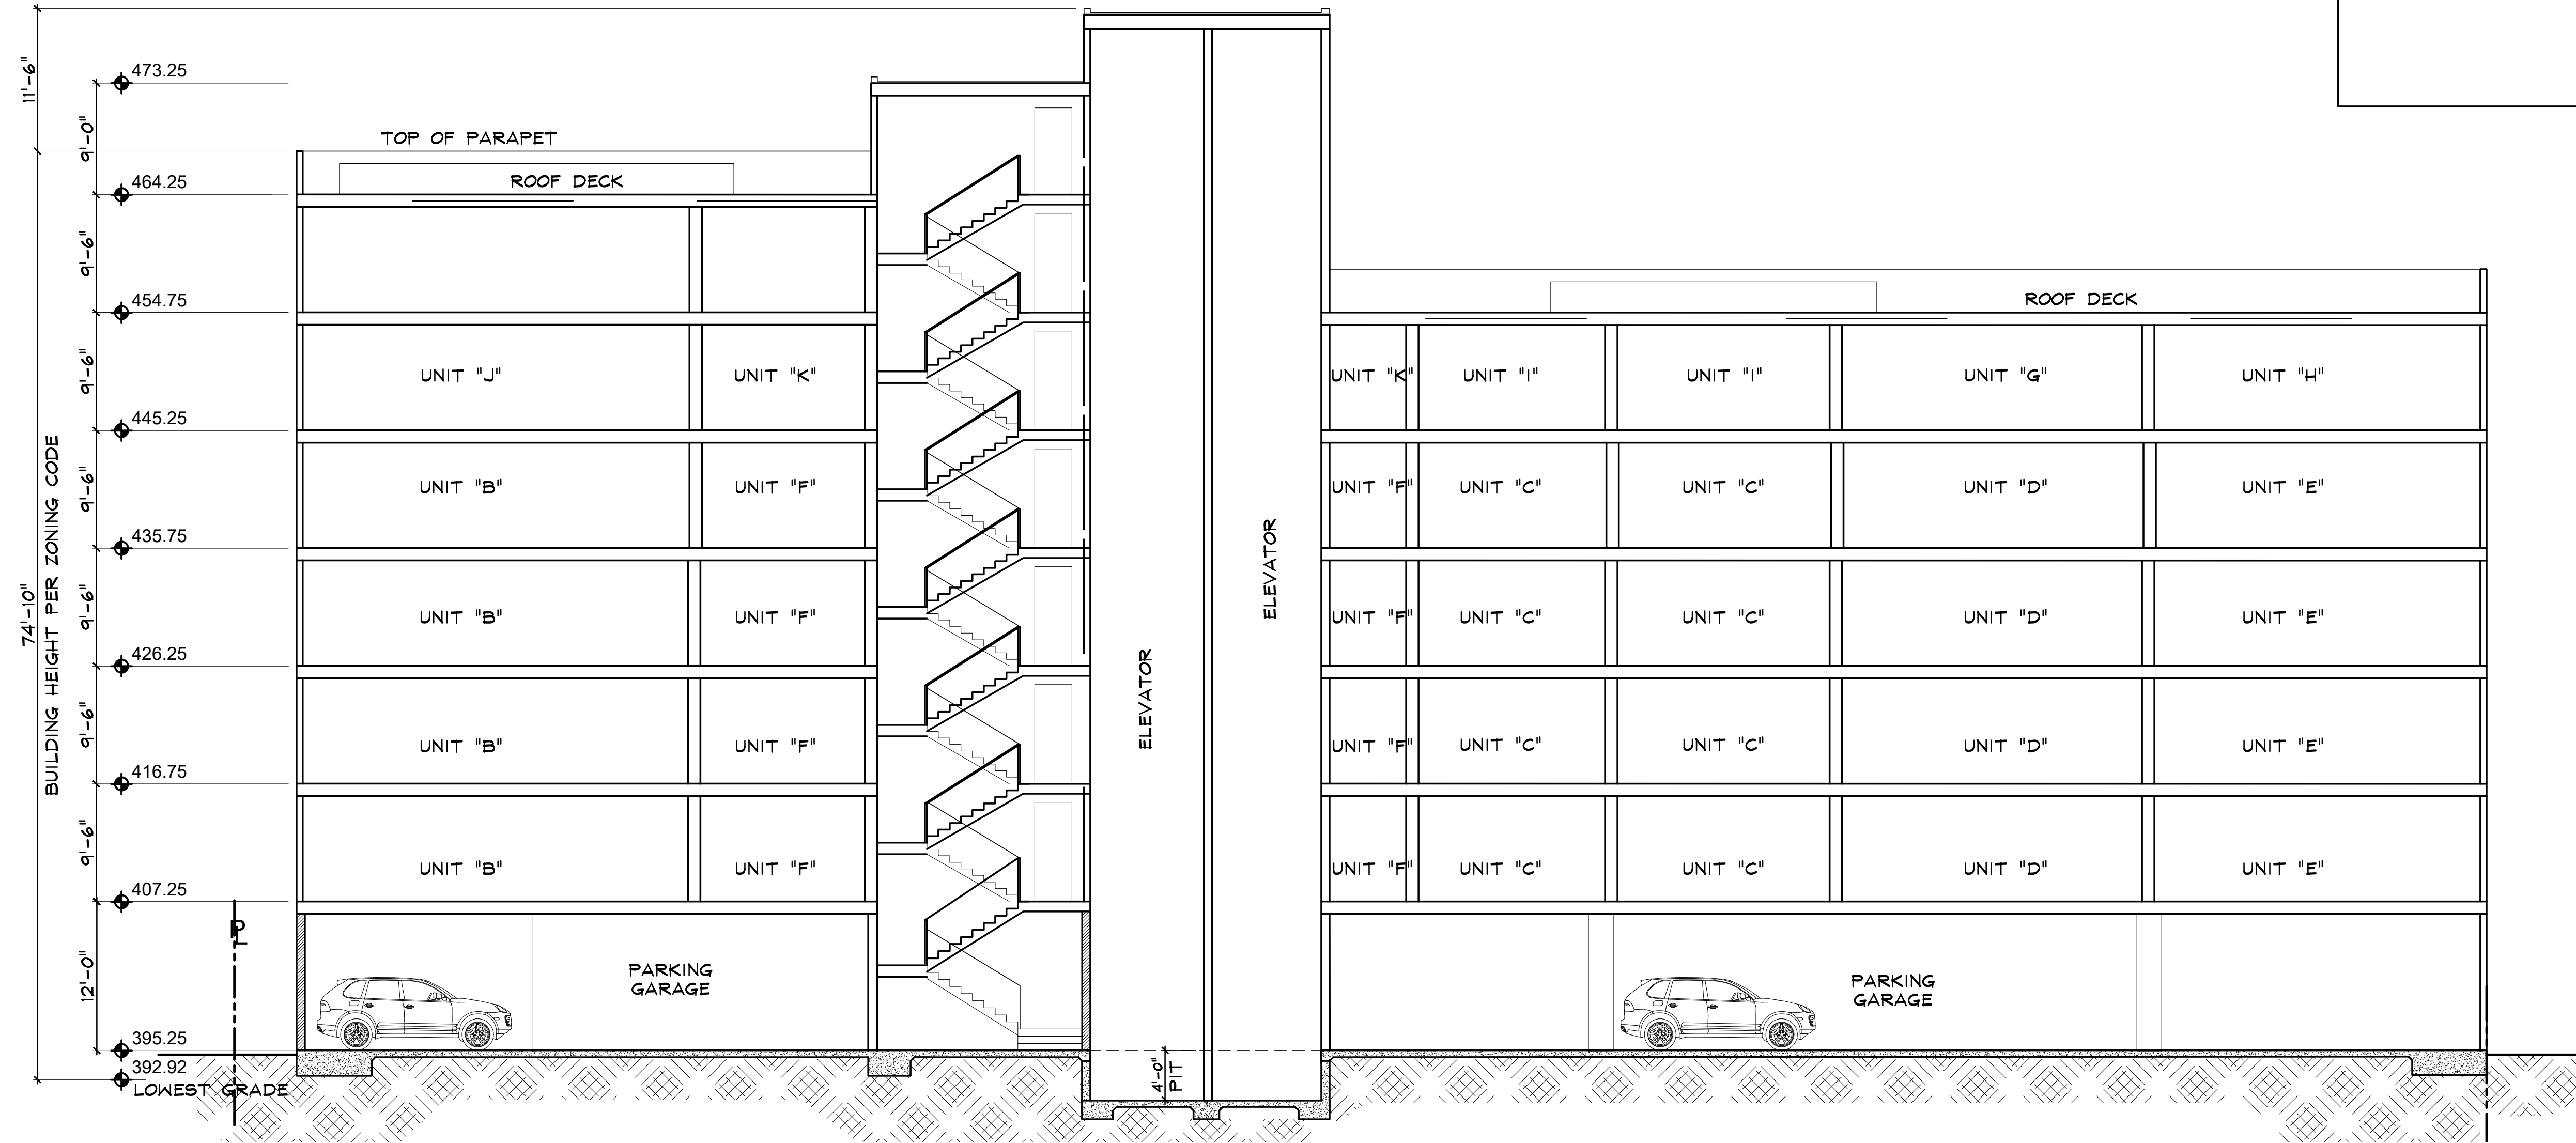 11'-6"
473.25
9'-0"
TOP OF PARAPET
464.25
ROOF DECK
9'-6"
454.75
ROOF DECK
9'-6"
UNIT "J"
UNIT "K"
UNIT "K"
UNIT "I"
UNIT "I"
UNIT "G"
UNIT "H"
445.25
9'-6"
UNIT "B"
UNIT "F"
UNIT "F"
UNIT "C"
UNIT "C"
UNIT "D"
UNIT "E"
435.75
74'-10"
BUILDING HEIGHT PER ZONING CODE
9'-6"
UNIT "B"
UNIT "F"
ELEVATOR
ELEVATOR
UNIT "F"
UNIT "C"
UNIT "C"
UNIT "D"
UNIT "E"
426.25
9'-6"
UNIT "B"
UNIT "F"
UNIT "F"
UNIT "C"
UNIT "C"
UNIT "D"
UNIT "E"
416.75
9'-6"
UNIT "B"
UNIT "F"
UNIT "F"
UNIT "C"
UNIT "C"
UNIT "D"
UNIT "E"
407.25
PL
12'-0"
PARKING
GARAGE
PARKING
GARAGE
395.25
392.92
LOWEST GRADE
4'-0"
PIT